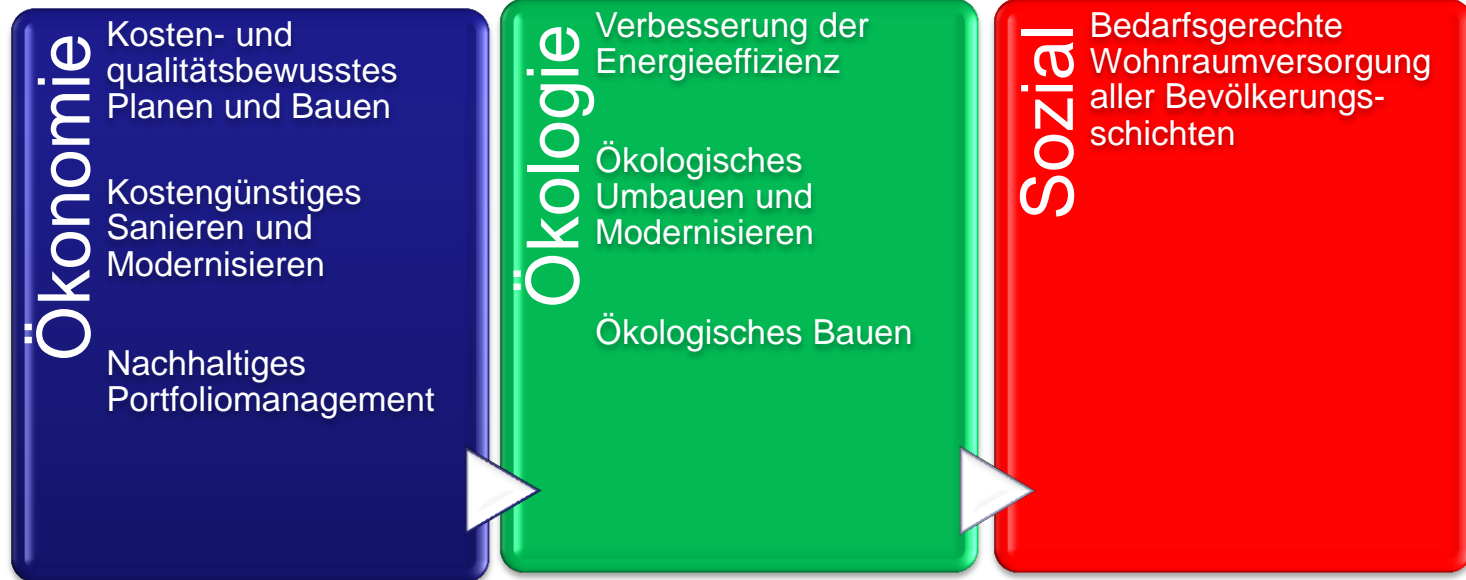 Ökonomie
Kosten- und
qualitätsbewusstes
Planen und Bauen
Kostengünstiges
Sanieren und
Modernisieren
Nachhaltiges
Portfoliomanagement
Ökologie
Verbesserung der
Energieeffizienz
Ökologisches
Umbauen und
Modernisieren
Ökologisches Bauen
Sozial
Bedarfsgerechte
Wohnraumversorgung
aller Bevölkerungs-
schichten